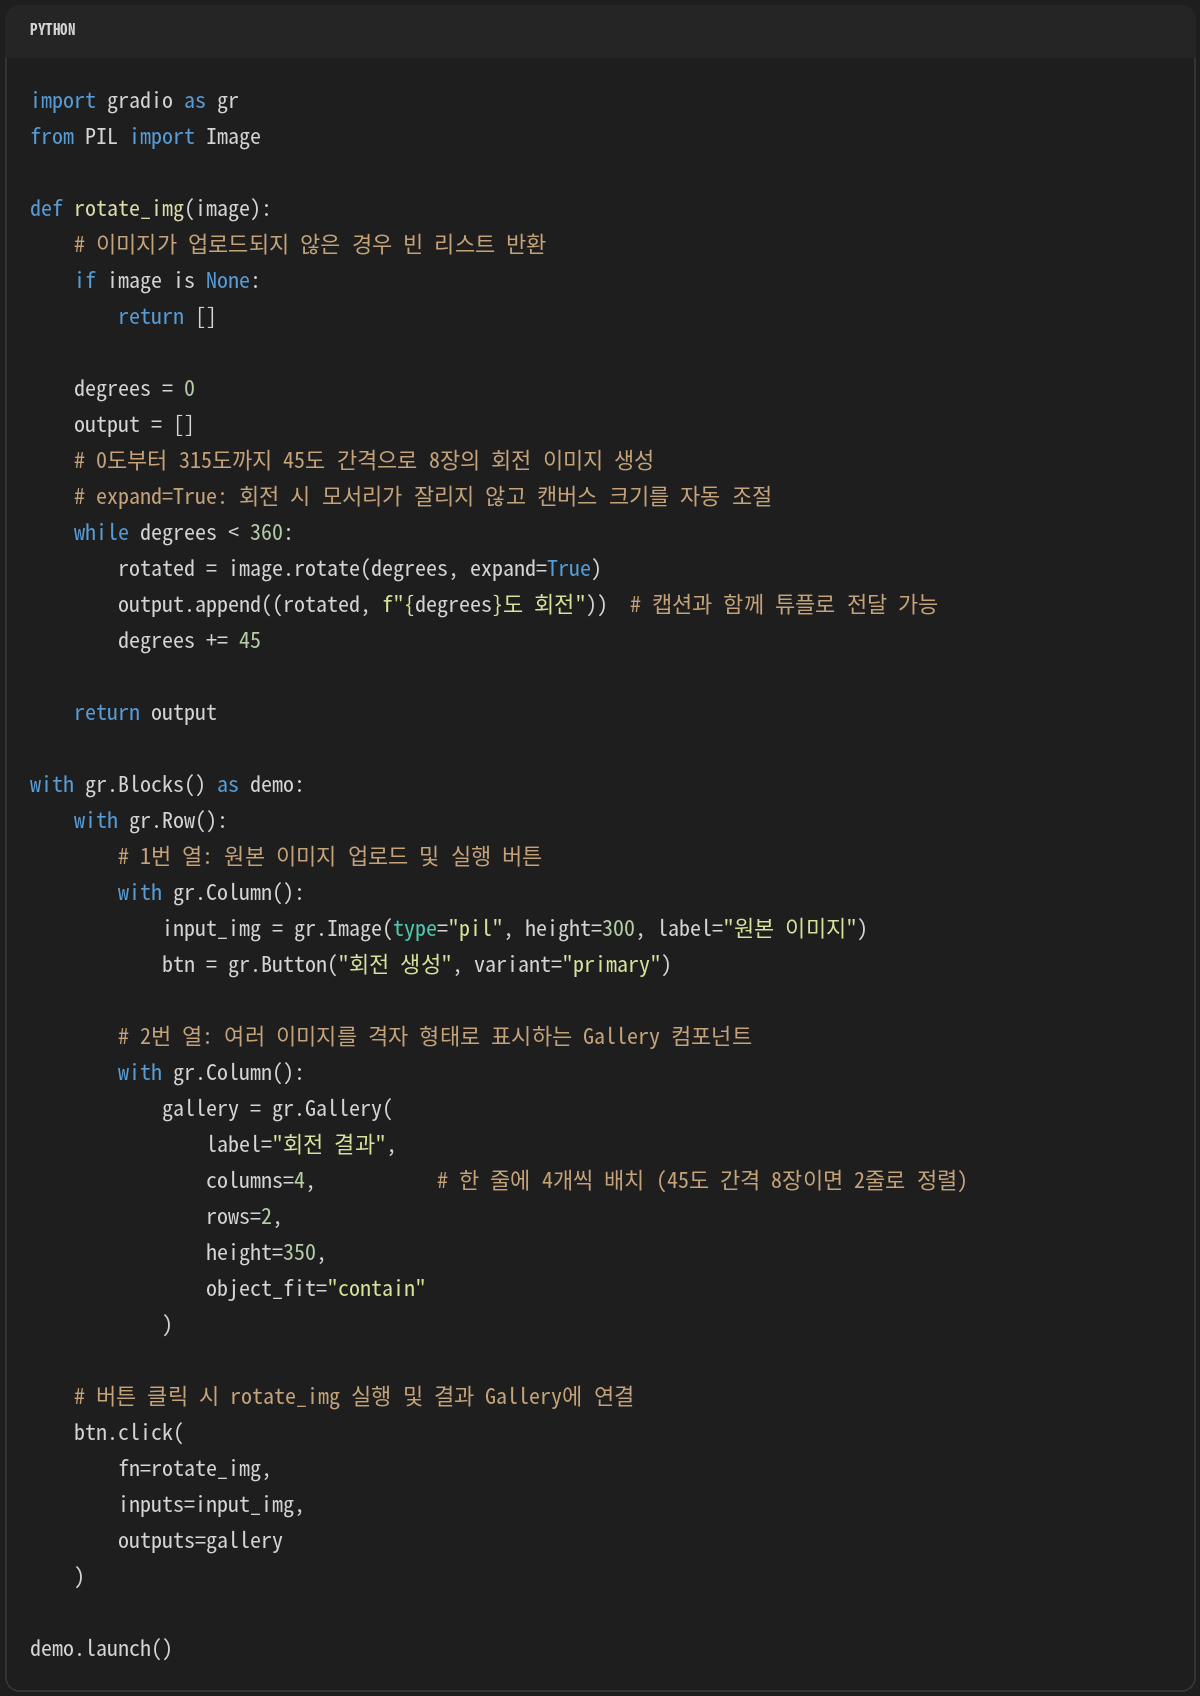 PYTHON
import gradio as gr
from PIL import Image
def rotate_img(image):
    # 이미지가 업로드되지 않은 경우 빈 리스트 반환
    if image is None:
        return []
    degrees = 0
    output = []
    # 0도부터 315도까지 45도 간격으로 8장의 회전 이미지 생성
    # expand=True: 회전 시 모서리가 잘리지 않고 캔버스 크기를 자동 조절
    while degrees < 360:
        rotated = image.rotate(degrees, expand=True)
        output.append((rotated, f"{degrees}도 회전"))  # 캡션과 함께 튜플로 전달 가능
        degrees += 45
    return output
with gr.Blocks() as demo:
    with gr.Row():
        # 1번 열: 원본 이미지 업로드 및 실행 버튼
        with gr.Column():
            input_img = gr.Image(type="pil", height=300, label="원본 이미지")
            btn = gr.Button("회전 생성", variant="primary")
        # 2번 열: 여러 이미지를 격자 형태로 표시하는 Gallery 컴포넌트
        with gr.Column():
            gallery = gr.Gallery(
                label="회전 결과",
                columns=4,           # 한 줄에 4개씩 배치 (45도 간격 8장이면 2줄로 정렬)
                rows=2,
                height=350,
                object_fit="contain"
            )
    # 버튼 클릭 시 rotate_img 실행 및 결과 Gallery에 연결
    btn.click(
        fn=rotate_img,
        inputs=input_img,
        outputs=gallery
    )
demo.launch()